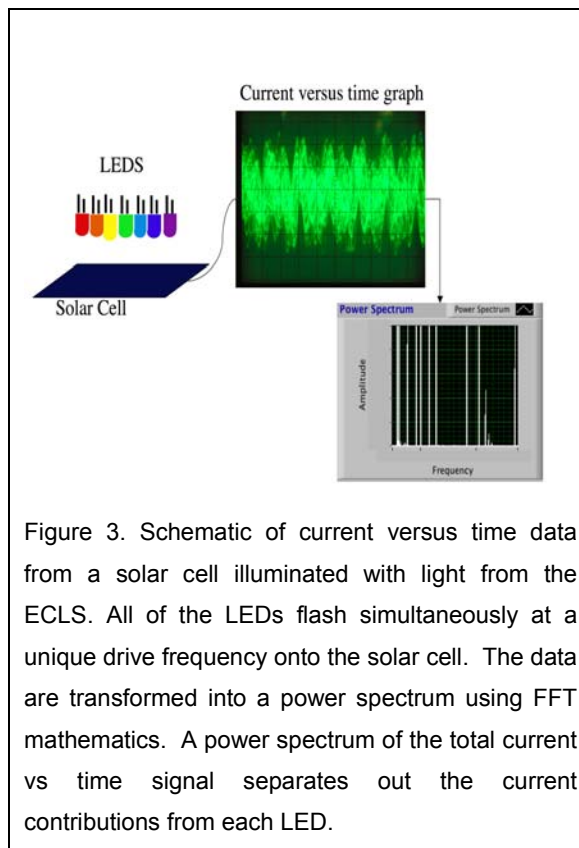 Current versus time graph
LEDS
Solar Cell
Power Spectrum
Power Spectrum
Amplitude
Frequency
Figure 3. Schematic of current versus time data
from a solar cell illuminated with light from the
ECLS. All of the LEDs flash simultaneously at a
unique drive frequency onto the solar cell. The data
are transformed into a power spectrum using FFT
mathematics. A power spectrum of the total current
vs time signal separates out the current
contributions from each LED.